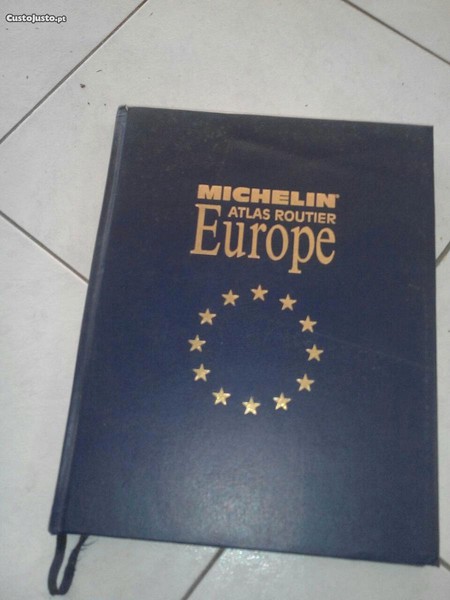 CustoJusto.pt
MICHELIN®
ATLAS ROUTIER
Europe